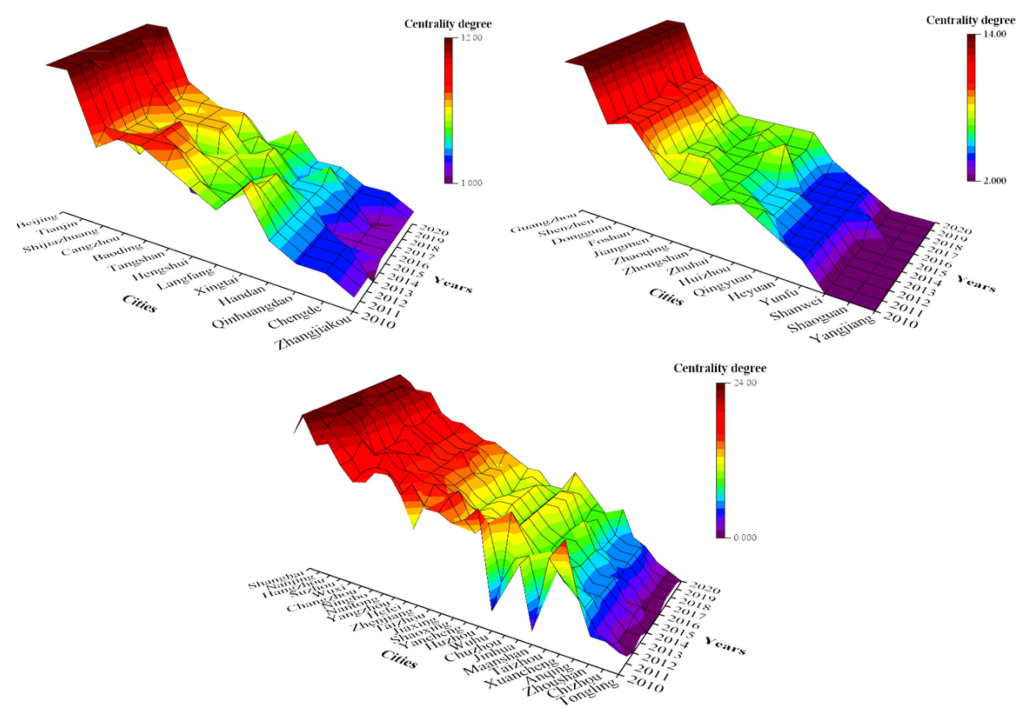 Centrality degree
12.00
1.000
Beijing
Tianjin
Shijiazhuang
Cangzhou
Baoding
Tangshan
Hengshui
Langfang
Xingtai
Handan
Qinhuangdao
Chengde
Zhangjiakou
Cities
2020
2019
2018
2017
2016
2015
2014
2013
2012
2011
2010
Years
Centrality degree
14.00
2.000
Guangzhou
Shenzhen
Dongguan
Foshan
Jiangmen
Zhaoqing
Zhongshan
Zhuhai
Huizhou
Qingyuan
Heyuan
Yunfu
Shanwei
Shaoguan
Yangjiang
Cities
2020
2019
2018
2017
2016
2015
2014
2013
2012
2011
2010
Years
Centrality degree
24.00
0.000
Shanghai
Nanjing
Hangzhou
Suzhou
Wuxi
Changzhou
Ningbo
Nantong
Yangzhou
Hefei
Zhenjiang
Taizhou
Jiaxing
Shaoxing
Yancheng
Huzhou
Wuhu
Chuzhou
Jinhua
Maanshan
Taizhou
Xuancheng
Anqing
Zhoushan
Chizhou
Tongling
Cities
2020
2019
2018
2017
2016
2015
2014
2013
2012
2011
2010
Years